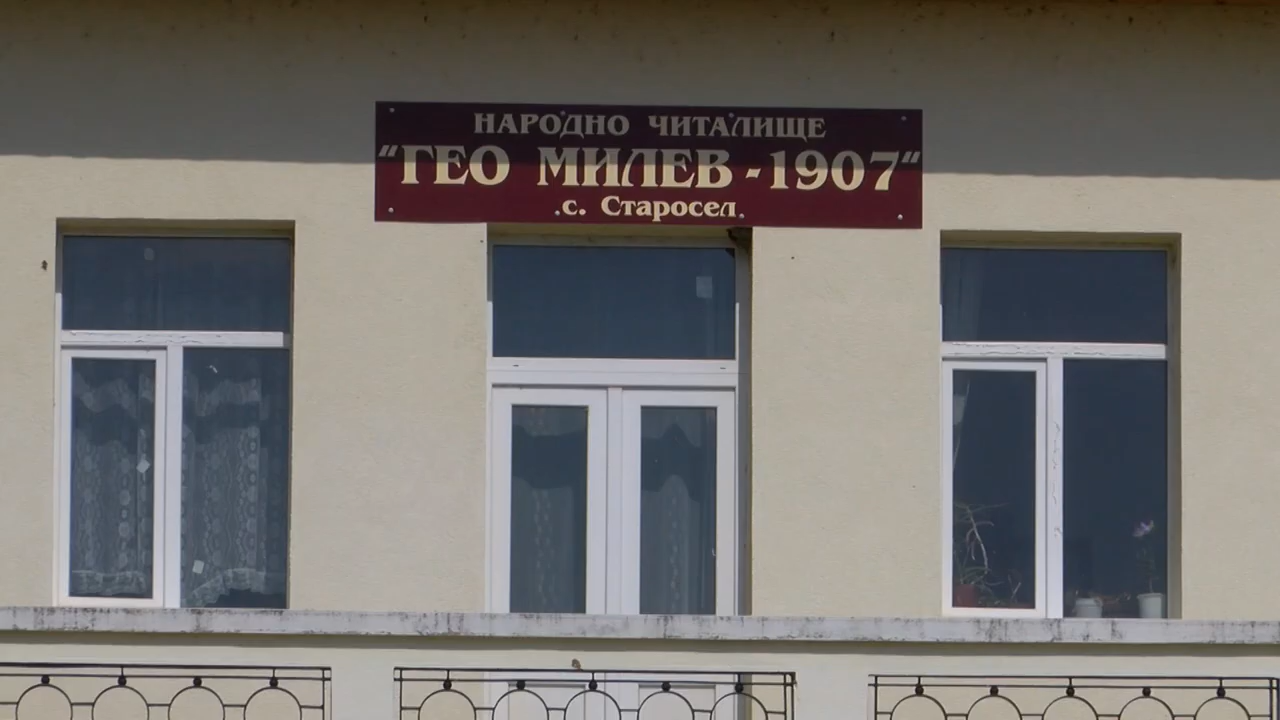 НАРОДНО ЧИТАЛИЩЕ
"ГЕО МИЛЕВ - 1907"
с. Старосел